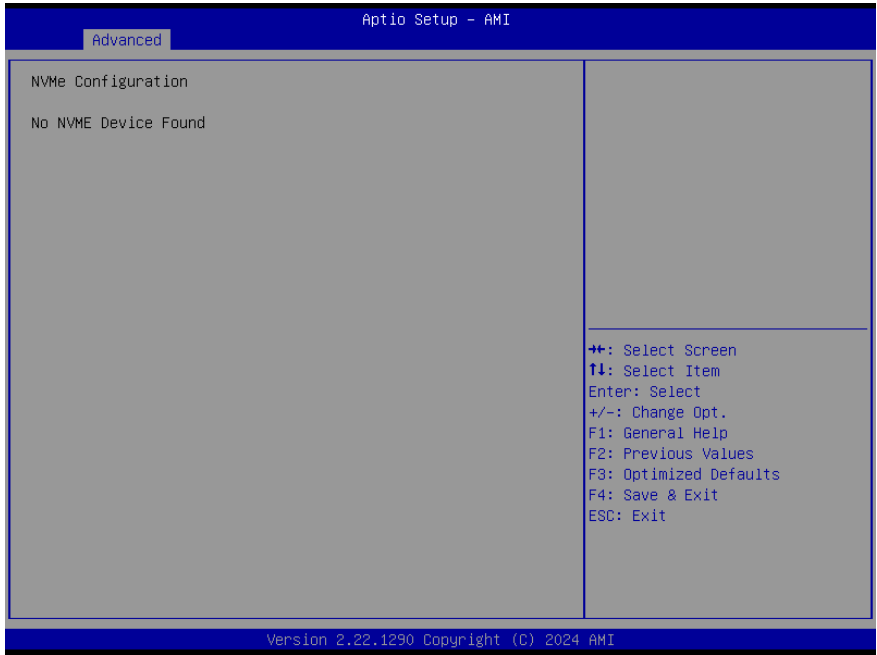 Aptio Setup – AMI
Advanced
NVMe Configuration
No NVME Device Found
→←: Select Screen
↑↓: Select Item
Enter: Select
+/-: Change Opt.
F1: General Help
F2: Previous Values
F3: Optimized Defaults
F4: Save & Exit
ESC: Exit
Version 2.22.1290 Copyright (C) 2024 AMI